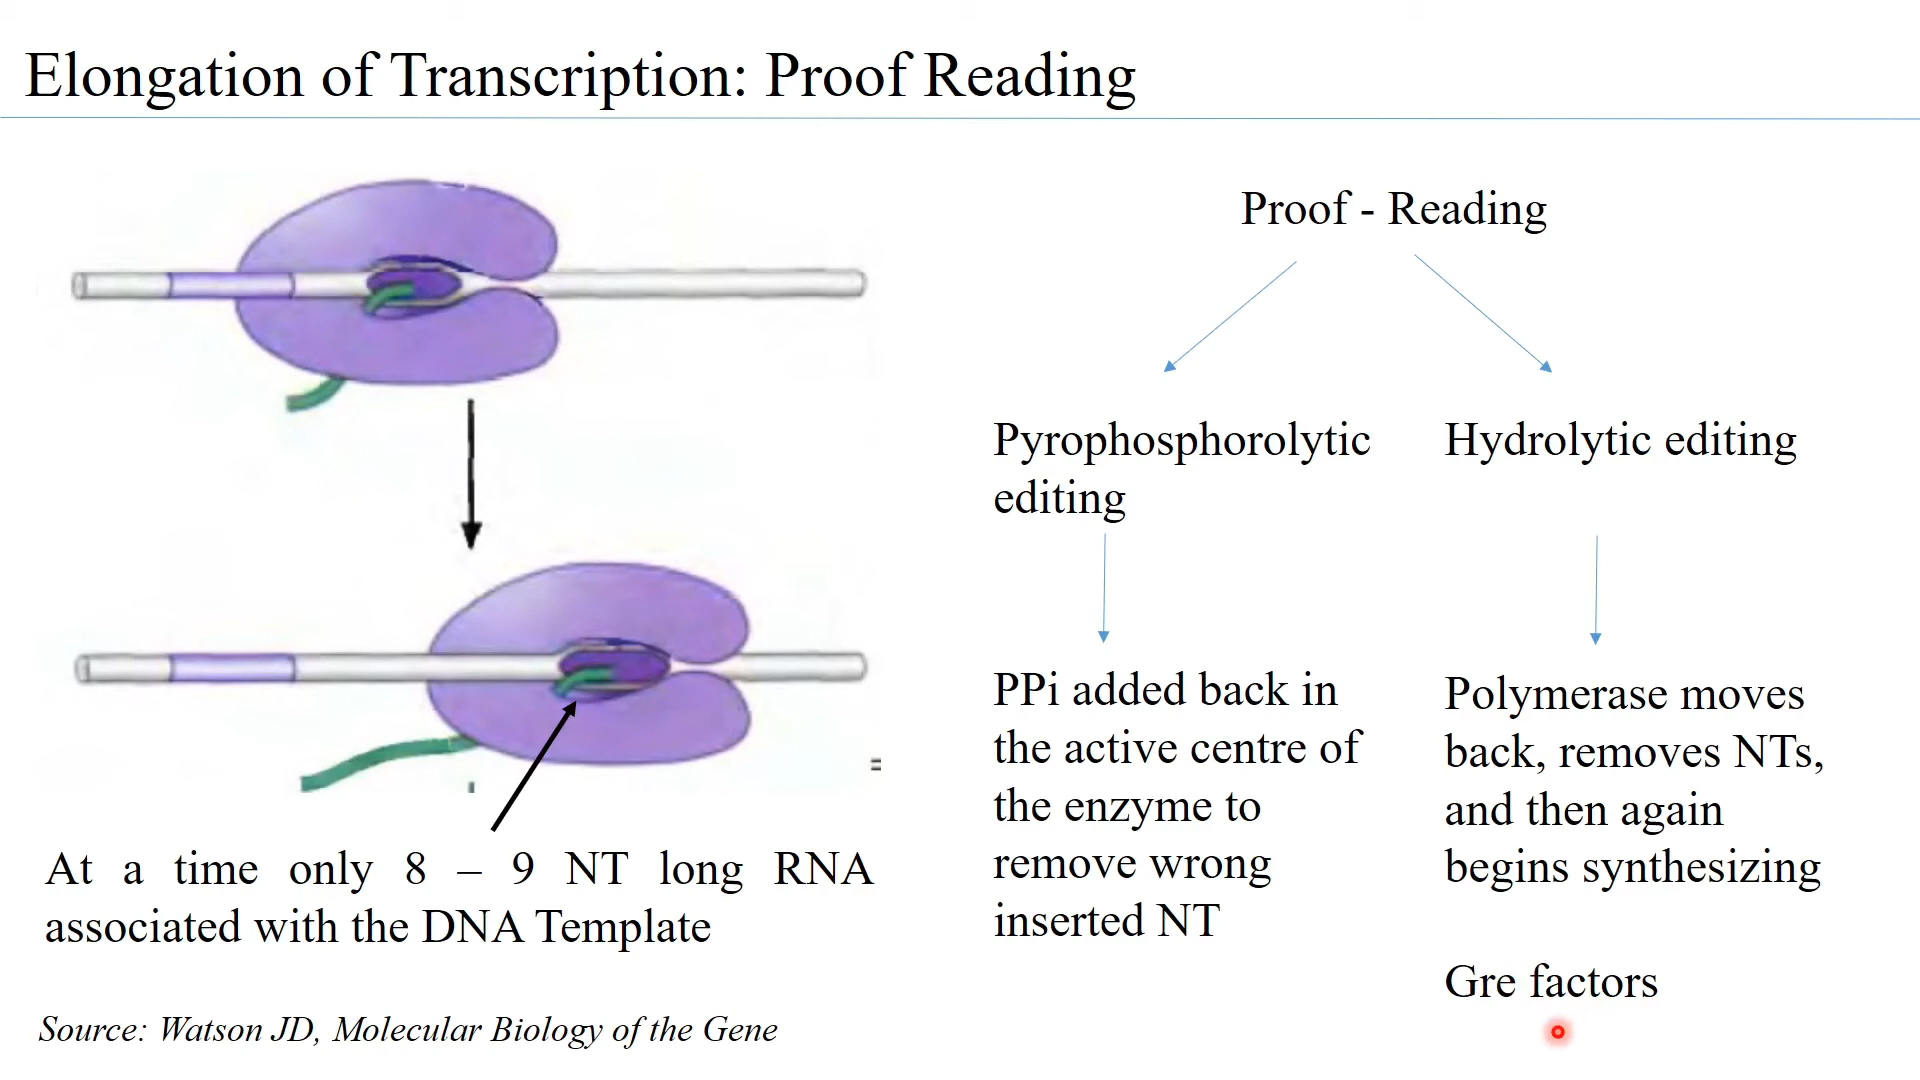 Elongation of Transcription: Proof Reading
Proof - Reading
Pyrophosphorolytic
editing
Hydrolytic editing
PPi added back in
the active centre of
the enzyme to
remove wrong
inserted NT
Polymerase moves
back, removes NTs,
and then again
begins synthesizing
Gre factors
At a time only 8 – 9 NT long RNA
associated with the DNA Template
Source: Watson JD, Molecular Biology of the Gene